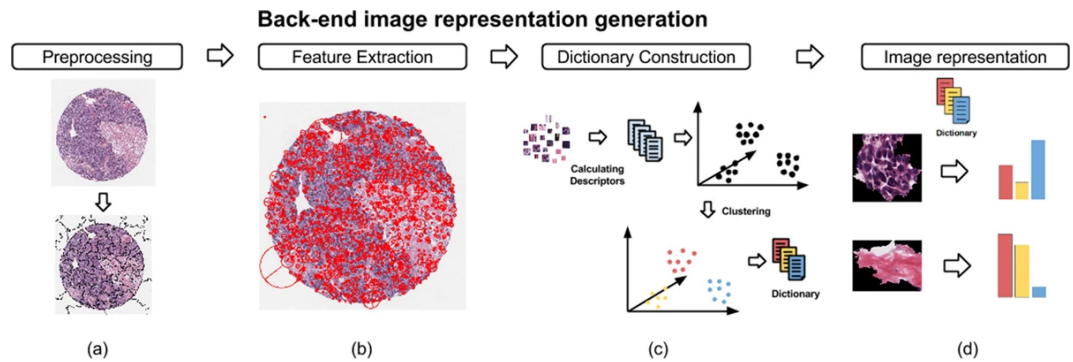 Back-end image representation generation
Preprocessing
Feature Extraction
Dictionary Construction
Image representation
Dictionary
Calculating
Descriptors
Clustering
Dictionary
(a)
(b)
(c)
(d)